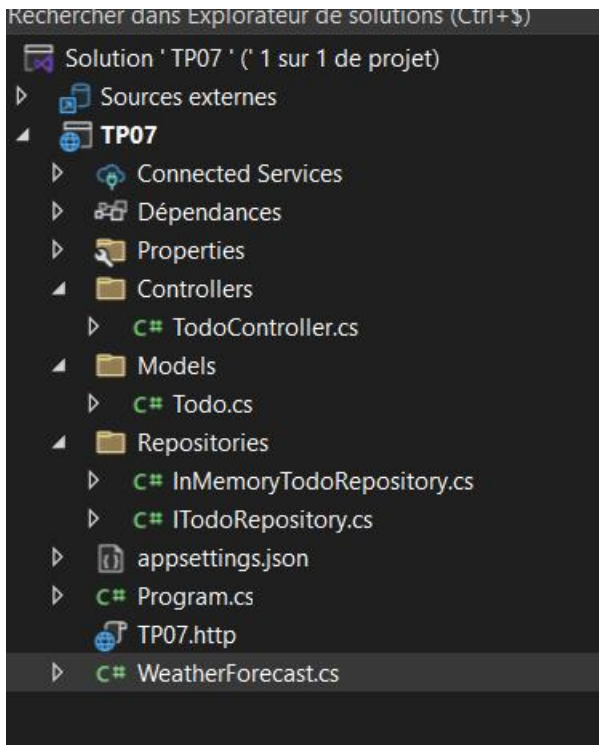 Rechercher dans Explorateur de solutions (Ctrl+$)
Solution ' TP07 ' (' 1 sur 1 de projet)
Sources externes
TP07
Connected Services
Dépendances
Properties
Controllers
C# TodoController.cs
Models
C# Todo.cs
Repositories
C# InMemoryTodoRepository.cs
C# ITodoRepository.cs
appsettings.json
C# Program.cs
TP07.http
C# WeatherForecast.cs